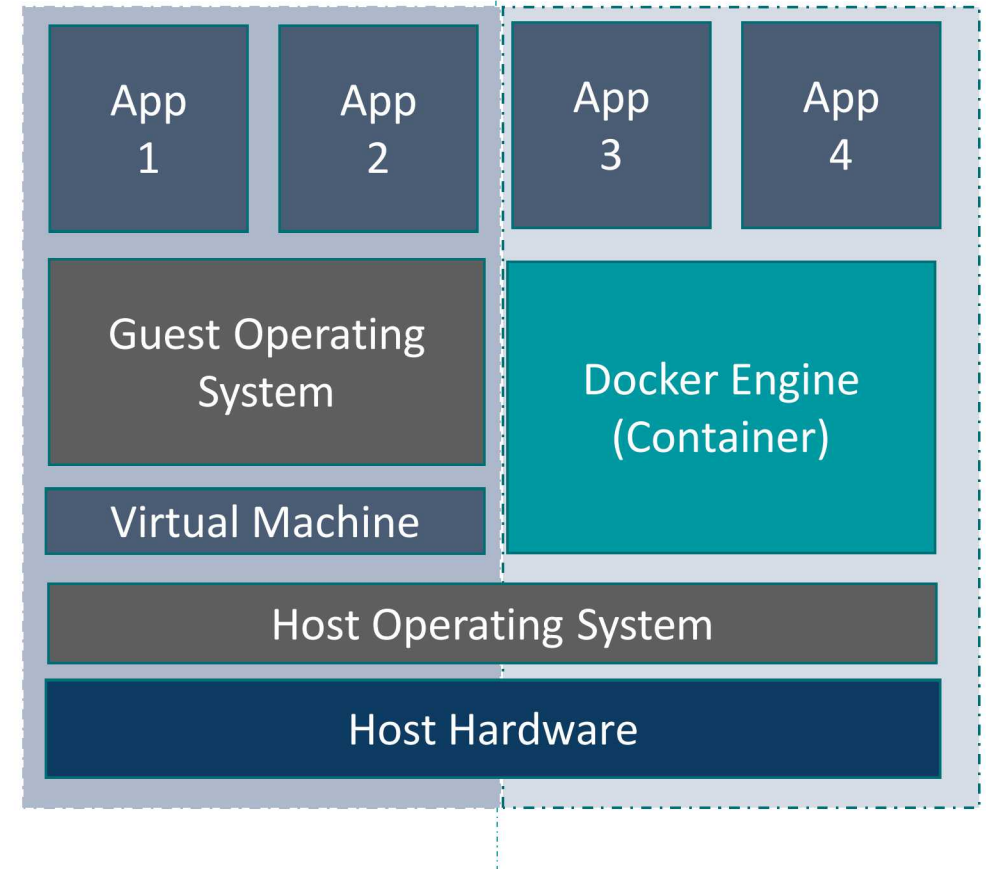 App
1
App
2
App
3
App
4
Guest Operating
System
Docker Engine
(Container)
Virtual Machine
Host Operating System
Host Hardware